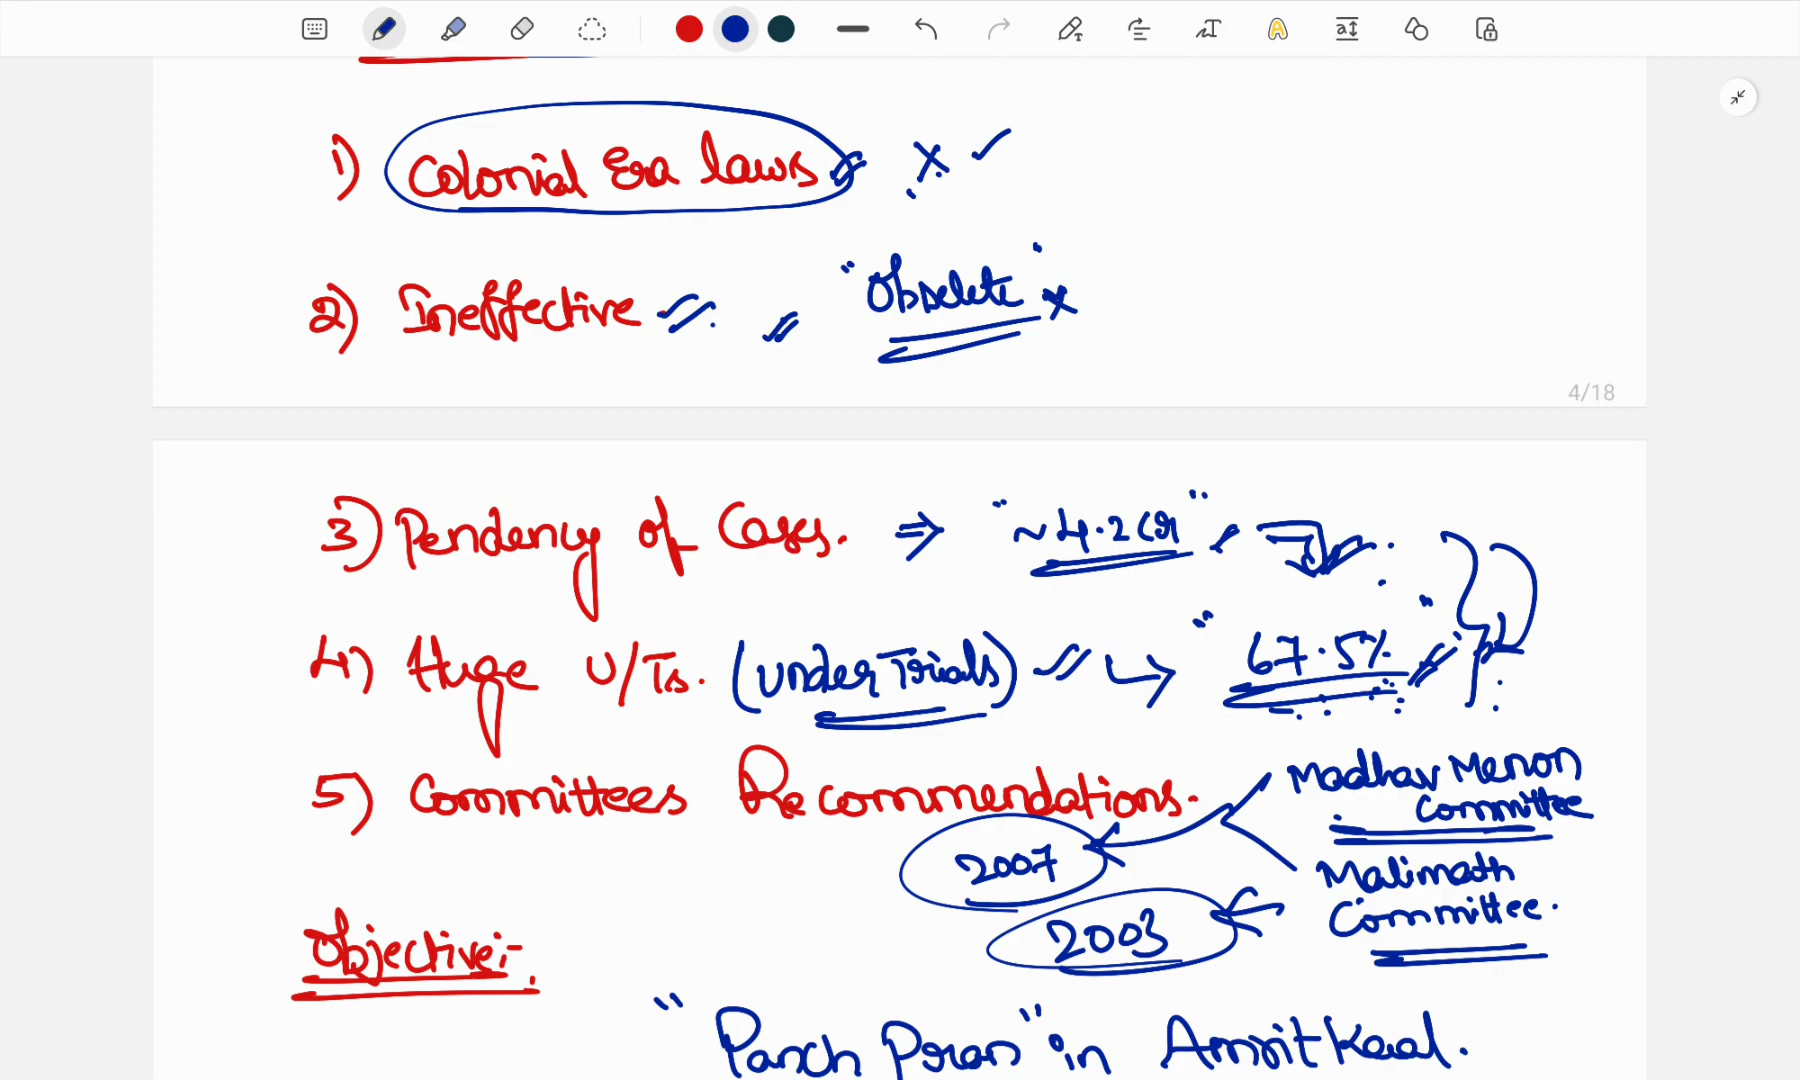 1) Colonial Era laws
2) Ineffective "Obselete"
4/18
3) Pendency of Cases. ⇒ "~4.2 Cr"
4) Huge U/Ts. (under Trials) "67.5%"
5) Committees Recommendations.
Madhav Menon Committee
2007
Malimath Committee.
2003
Objective:-
"Panch Pran" in Amrit Kaal.